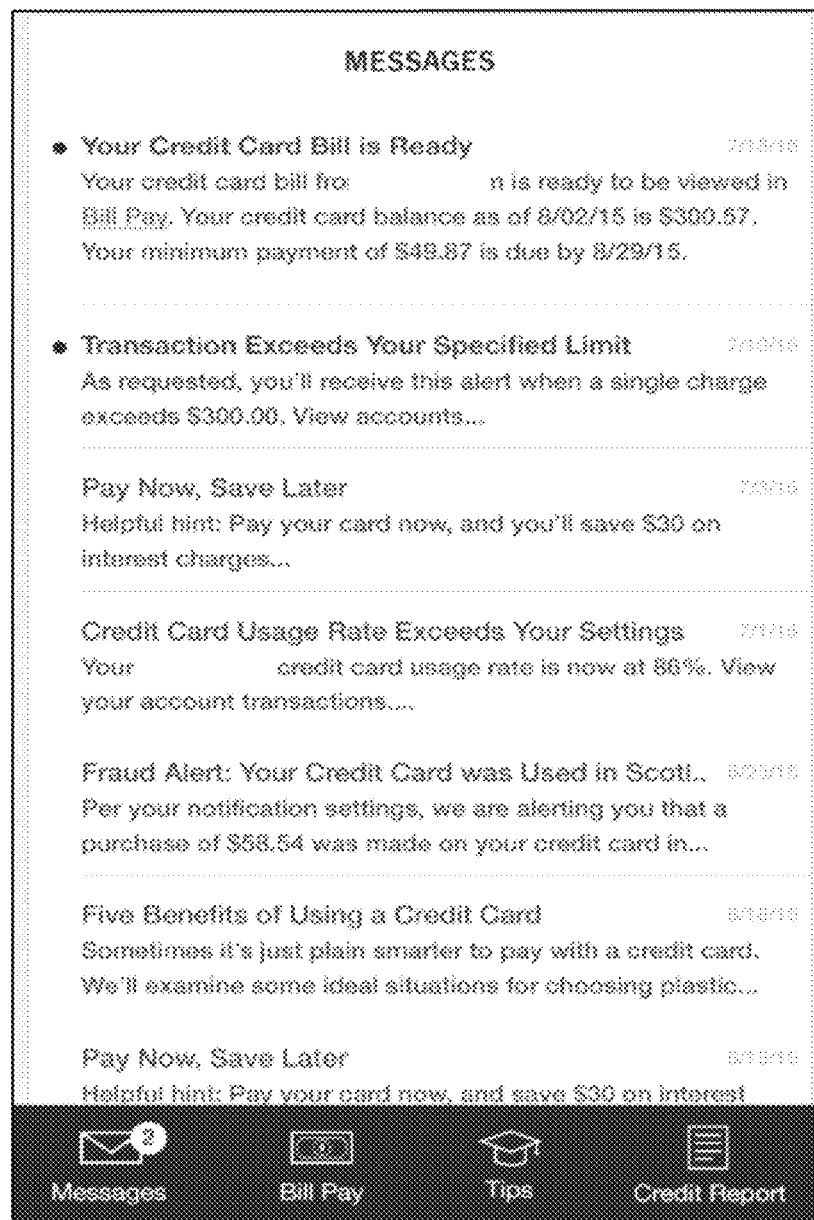 MESSAGES
Your Credit Card Bill is Ready
Your credit card bill fro n is ready to be viewed in
Bill Pay. Your credit card balance as of 8/02/15 is $300.57.
Your minimum payment of $49.87 is due by 8/29/15.
Transaction Exceeds Your Specified Limit
As requested, you'll receive this alert when a single charge
exceeds $300.00. View accounts...
Pay Now, Save Later
Helpful hint: Pay your card now, and you'll save $30 on
interest charges...
Credit Card Usage Rate Exceeds Your Settings
Your credit card usage rate is now at 86%. View
your account transactions....
Fraud Alert: Your Credit Card was Used in Scotl..
Per your notification settings, we are alerting you that a
purchase of $58.54 was made on your credit card in...
Five Benefits of Using a Credit Card
Sometimes it's just plain smarter to pay with a credit card.
We'll examine some ideal situations for choosing plastic...
Pay Now, Save Later
Helpful hint: Pay your card now, and save $30 on interest
2
Messages Bill Pay Tips Credit Report